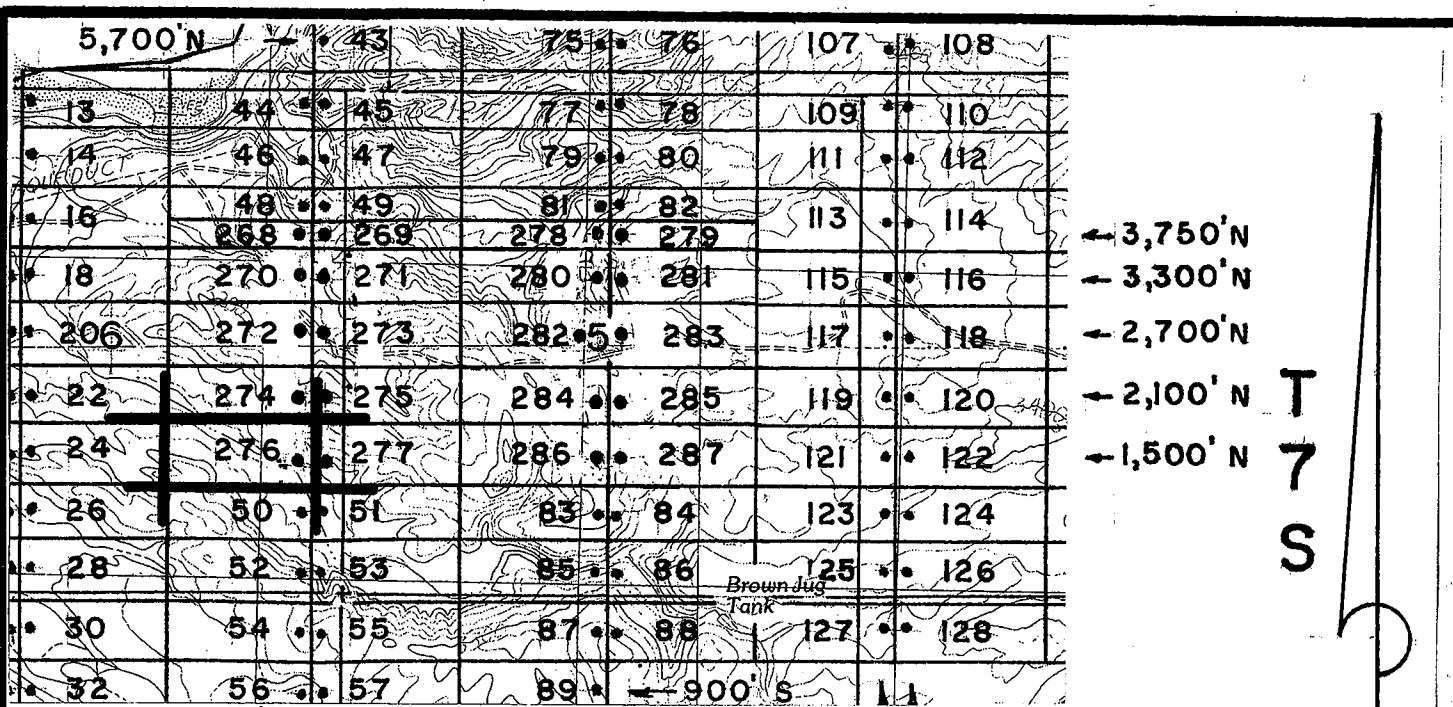 5,700'N 43 75 76 107 108
13 44 45 77 78 109 110
14 46 47 79 80 111 112
DUCT
16 48 49 81 82 113 114
268 269 278 279 ← 3,750'N
18 270 271 280 281 115 116 ← 3,300'N
206 272 273 282 5 283 117 118 ← 2,700'N
22 274 275 284 285 119 120 ← 2,100' N T
24 276 277 286 287 121 122 ← 1,500' N 7
26 50 51 83 84 123 124 S
28 52 53 85 86 125 126
Brown Jug
Tank
30 54 55 87 88 127 128
32 56 57 89 ← 900' S